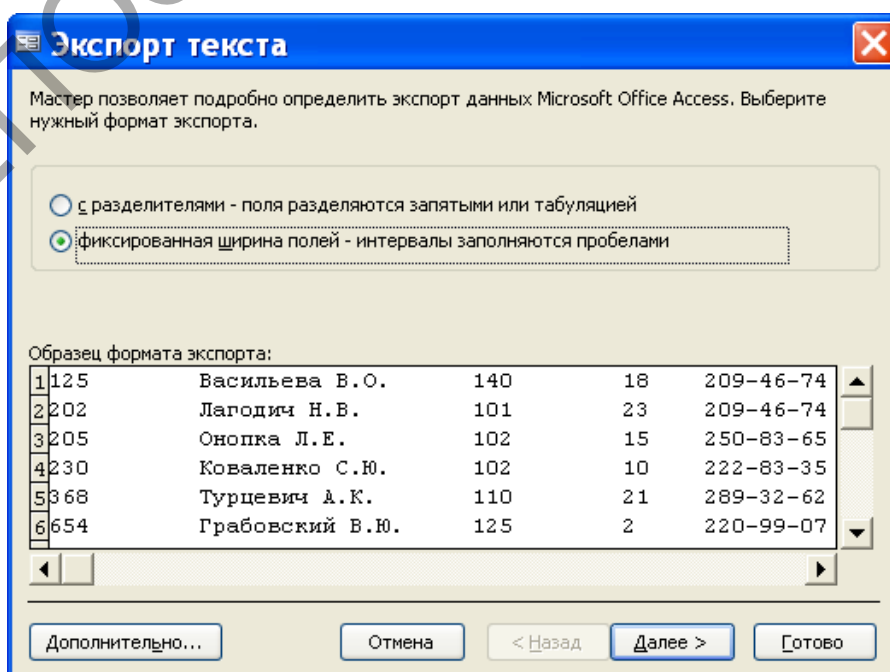 Экспорт текста
Мастер позволяет подробно определить экспорт данных Microsoft Office Access. Выберите
нужный формат экспорта.
с разделителями - поля разделяются запятыми или табуляцией
фиксированная ширина полей - интервалы заполняются пробелами
Образец формата экспорта:
1 125 Васильева В.О. 140 18 209-46-74
2 202 Лагодич Н.В. 101 23 209-46-74
3 205 Онопка Л.Е. 102 15 250-83-65
4 230 Коваленко С.Ю. 102 10 222-83-35
5 368 Турцевич А.К. 110 21 289-32-62
6 654 Грабовский В.Ю. 125 2 220-99-07
Дополнительно... Отмена < Назад Далее > Готово